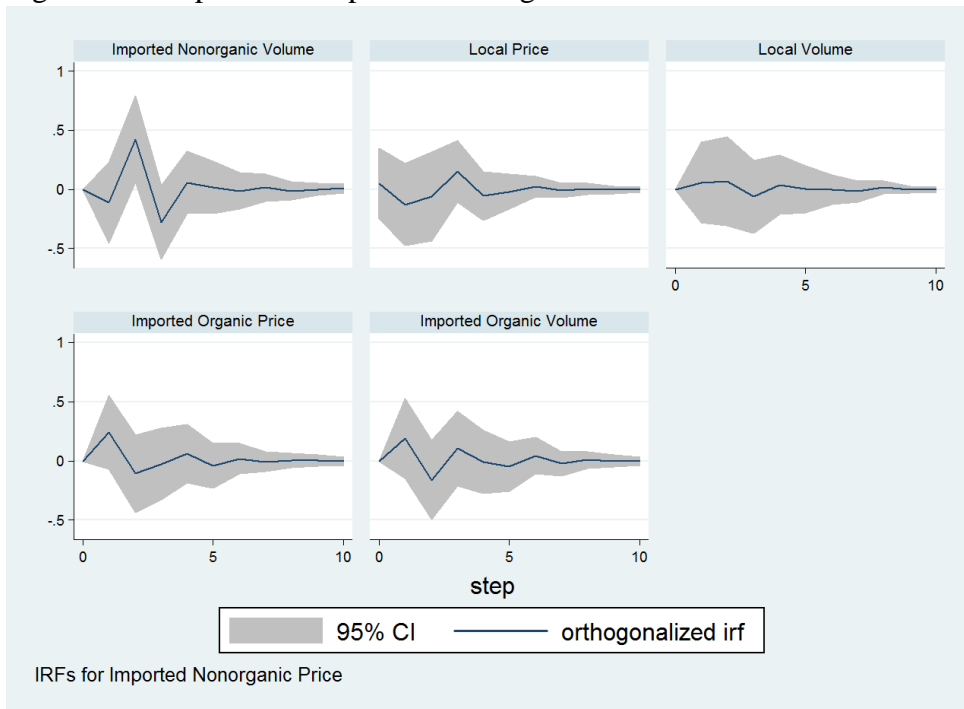 Imported Nonorganic Volume
Local Price
Local Volume
1
.5
0
-.5
0
5
10
Imported Organic Price
Imported Organic Volume
1
.5
0
-.5
0
5
10
0
5
10
step
95% CI
orthogonalized irf
IRFs for Imported Nonorganic Price